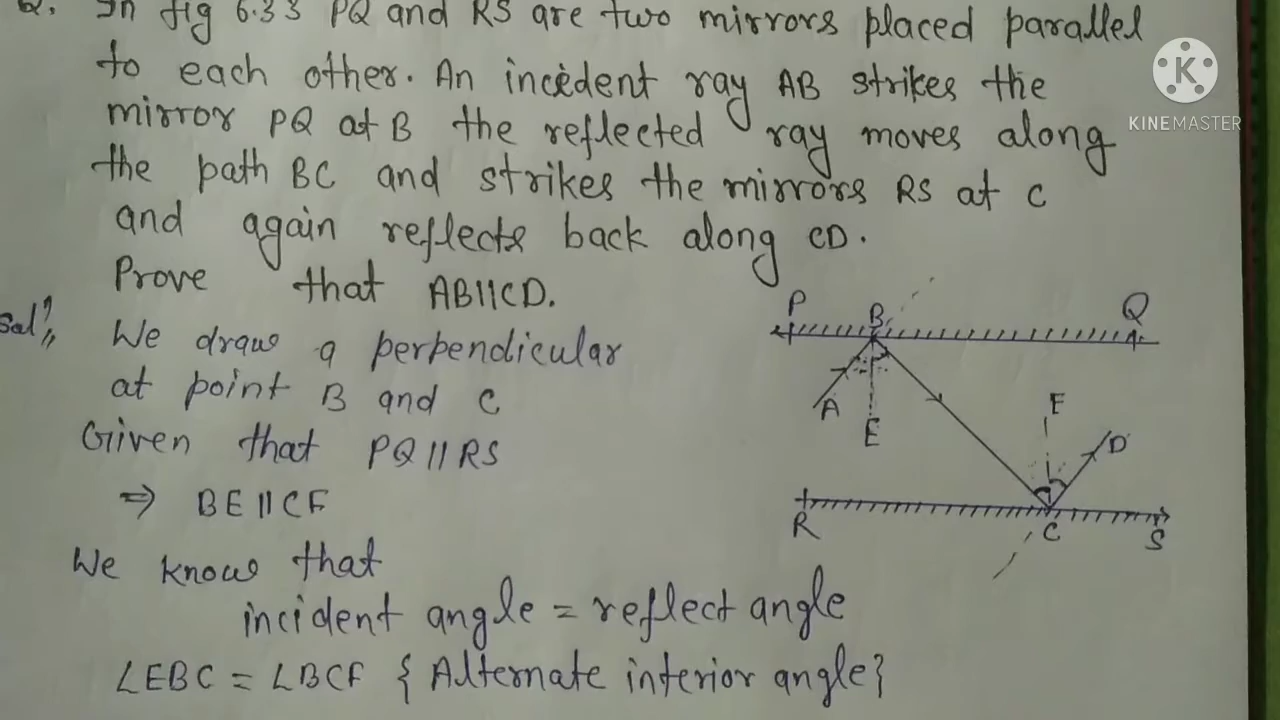 Q. In fig 6.33 PQ and RS are two mirrors placed parallel
to each other. An incident ray AB strikes the
mirror PQ at B the reflected ray moves along
the path BC and strikes the mirrors RS at C
and again reflects back along CD.
Prove that AB||CD.
Solⁿ,, We draw a perpendicular
at point B and C
Given that PQ || RS
⇒ BE || CF
We know that
incident angle = reflect angle
∠EBC = ∠BCF { Alternate interior angle}
P B Q
A
E
F
D
R C S
K
KINEMASTER